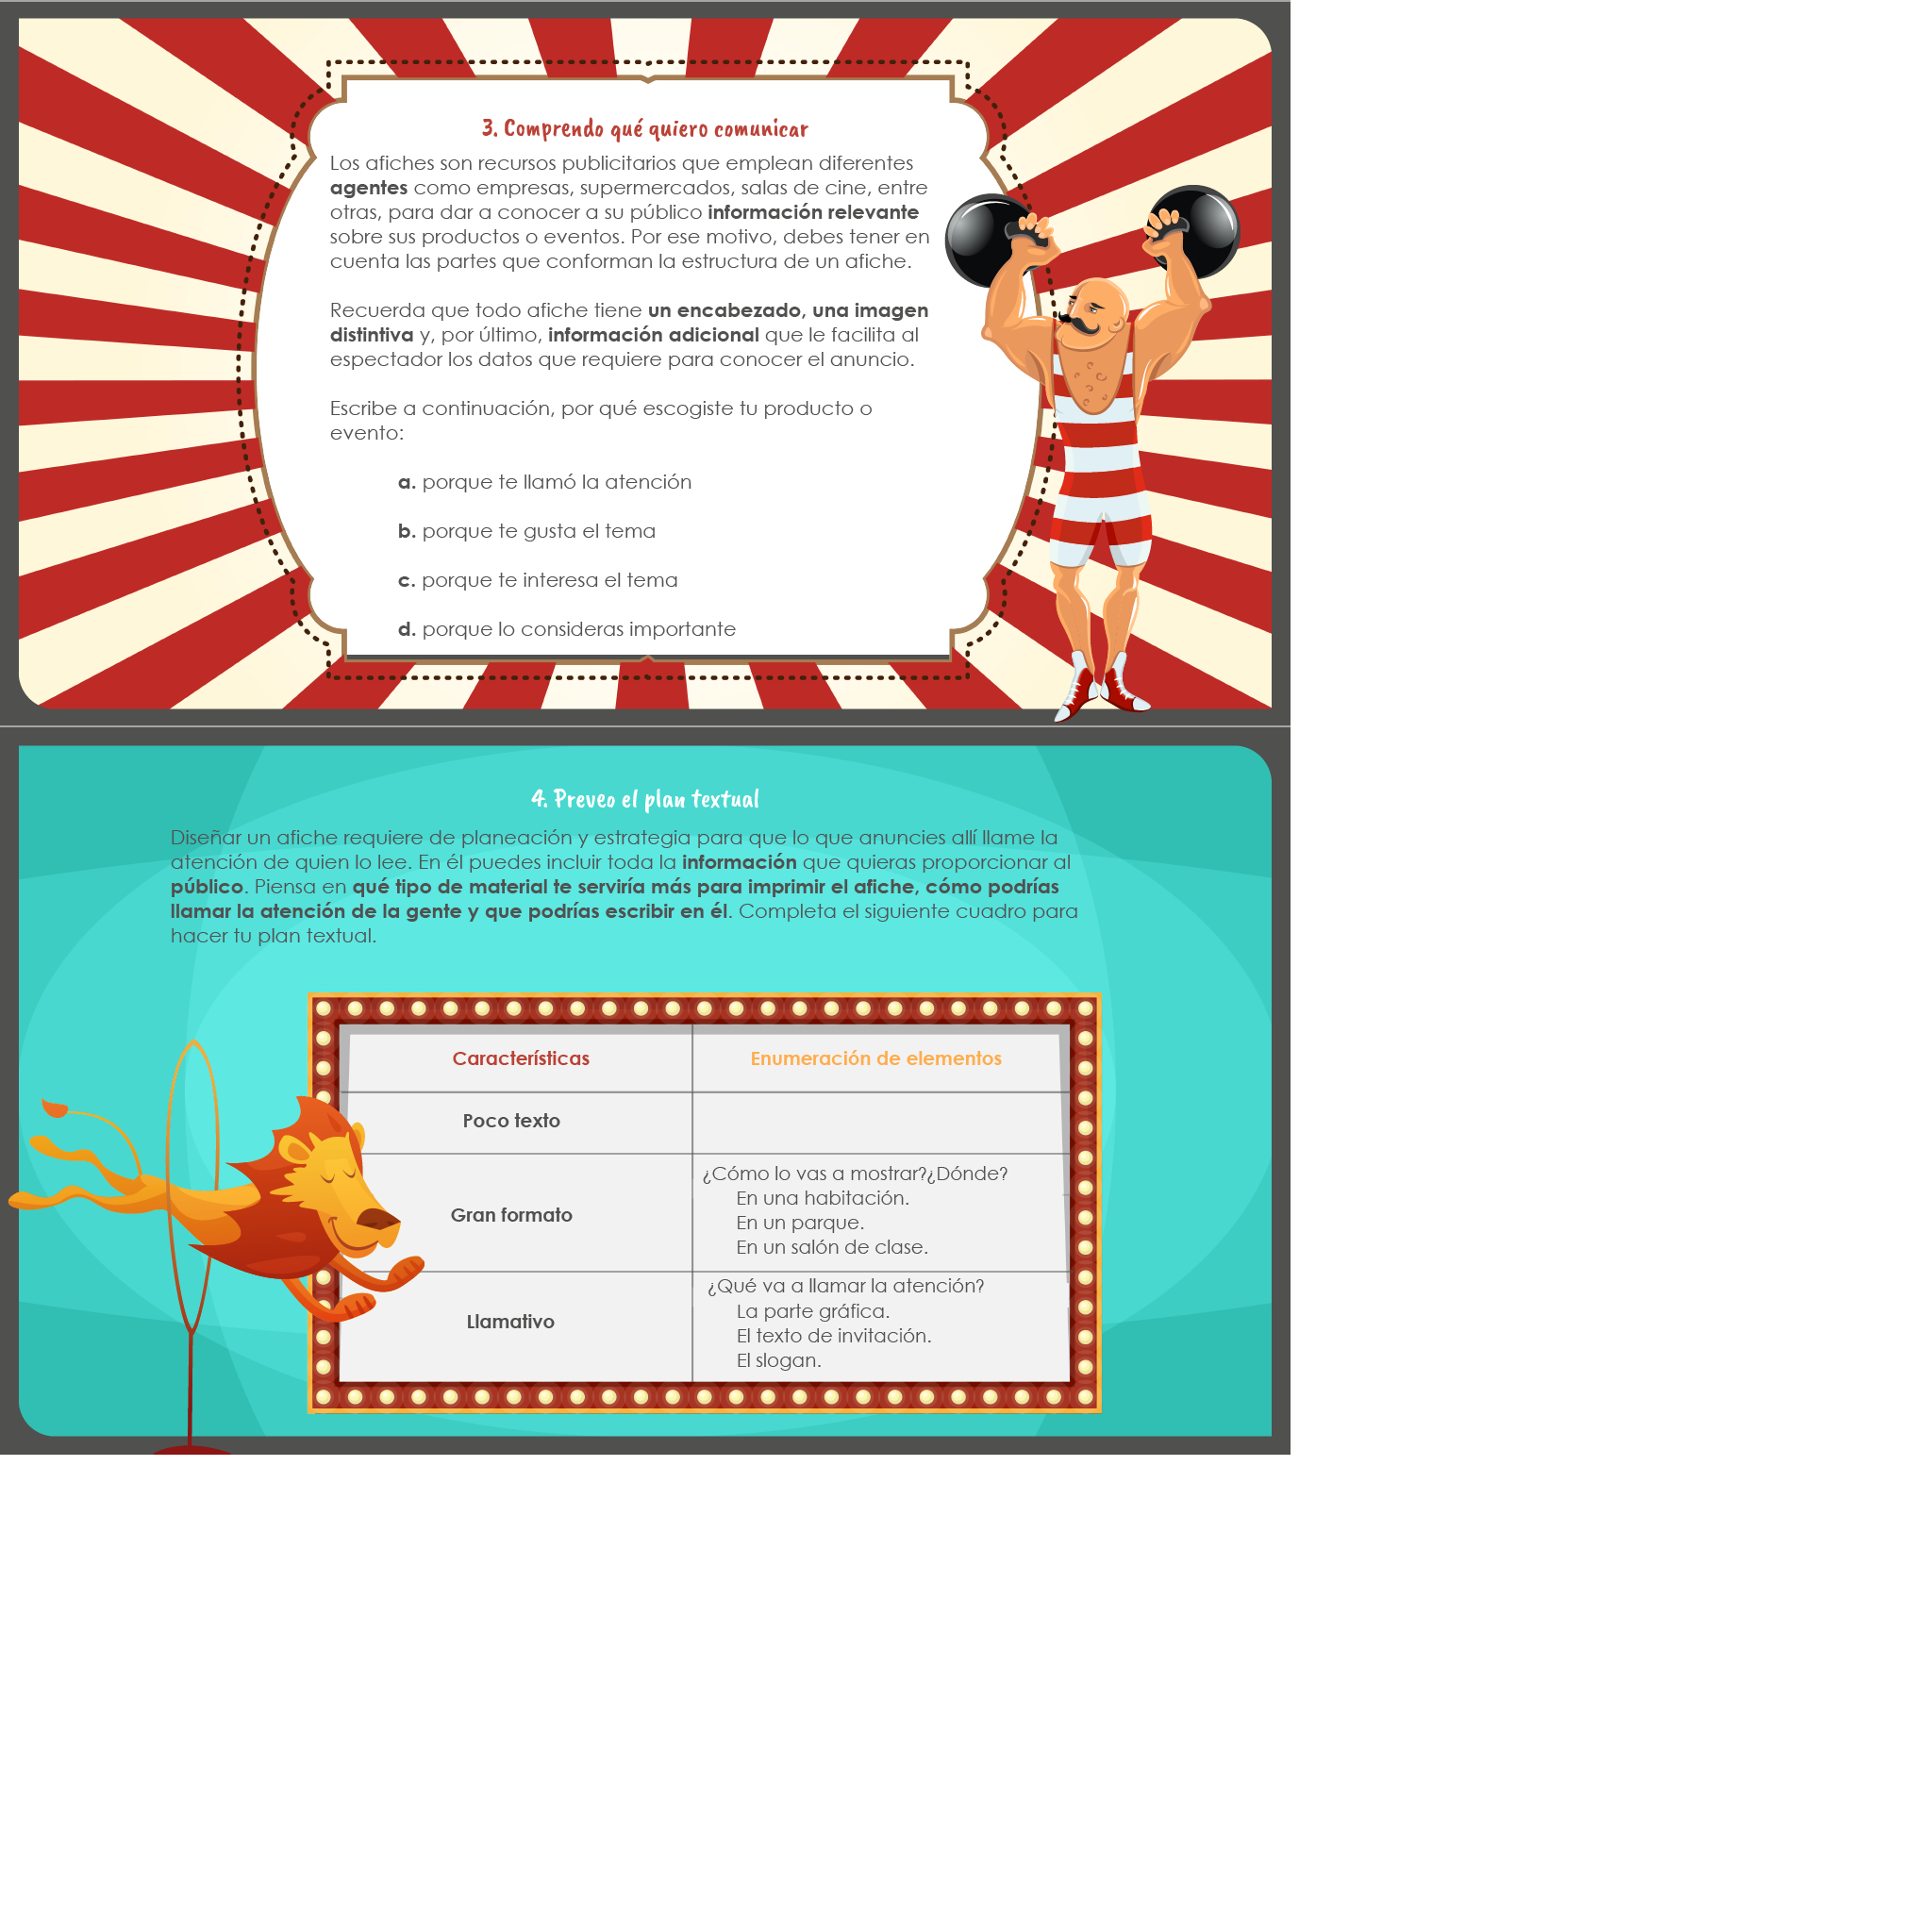 3. Comprendo qué quiero comunicar
Los afiches son recursos publicitarios que emplean diferentes
agentes como empresas, supermercados, salas de cine, entre
otras, para dar a conocer a su público información relevante
sobre sus productos o eventos. Por ese motivo, debes tener en
cuenta las partes que conforman la estructura de un afiche.
Recuerda que todo afiche tiene un encabezado, una imagen
distintiva y, por último, información adicional que le facilita al
espectador los datos que requiere para conocer el anuncio.
Escribe a continuación, por qué escogiste tu producto o
evento:
a. porque te llamó la atención
b. porque te gusta el tema
c. porque te interesa el tema
d. porque lo consideras importante
4. Preveo el plan textual
Diseñar un afiche requiere de planeación y estrategia para que lo que anuncies allí llame la
atención de quien lo lee. En él puedes incluir toda la información que quieras proporcionar al
público. Piensa en qué tipo de material te serviría más para imprimir el afiche, cómo podrías
llamar la atención de la gente y que podrías escribir en él. Completa el siguiente cuadro para
hacer tu plan textual.
Características Enumeración de elementos
Poco texto
Gran formato
¿Cómo lo vas a mostrar?¿Dónde?
En una habitación.
En un parque.
En un salón de clase.
Llamativo
¿Qué va a llamar la atención?
La parte gráfica.
El texto de invitación.
El slogan.